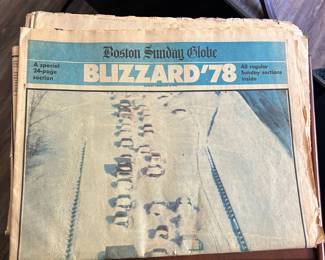 Boston Sunday Globe
A special
24-page
section
BLIZZARD '78
All regular
Sunday sections
inside